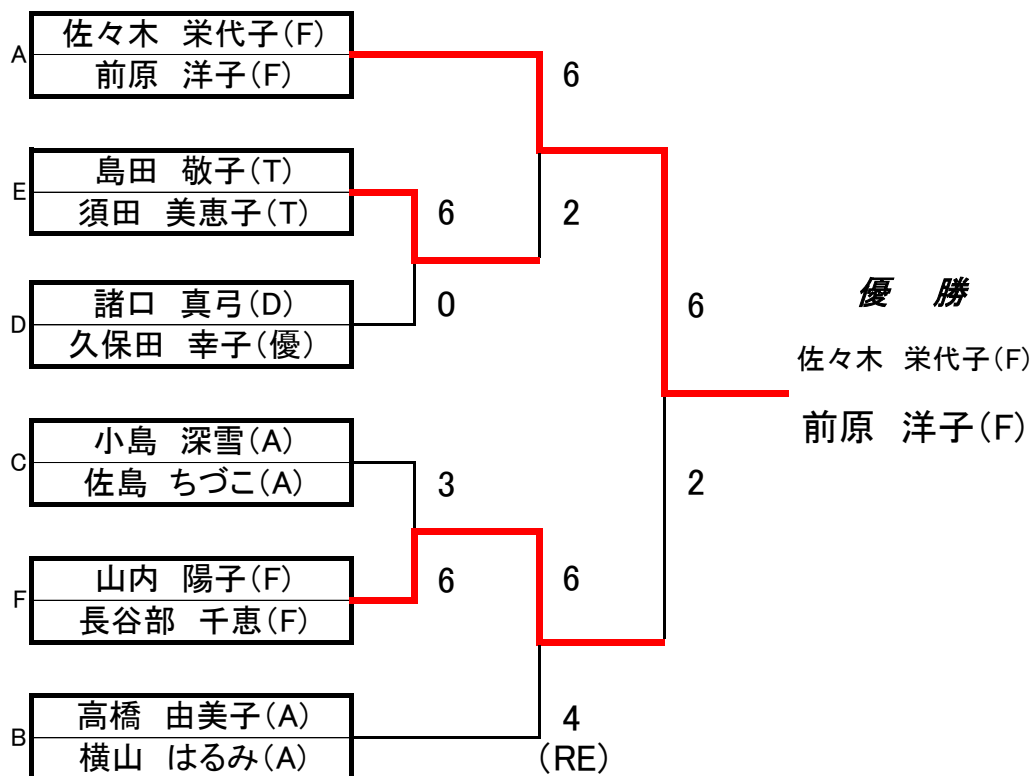 A
佐々木 栄代子(F)
前原 洋子(F)
6
E
島田 敬子(T)
須田 美恵子(T)
6
2
D
諸口 真弓(D)
久保田 幸子(優)
0
6
優 勝
佐々木 栄代子(F)
前原 洋子(F)
C
小島 深雪(A)
佐島 ちづこ(A)
3
2
F
山内 陽子(F)
長谷部 千恵(F)
6
6
B
高橋 由美子(A)
横山 はるみ(A)
4
(RE)